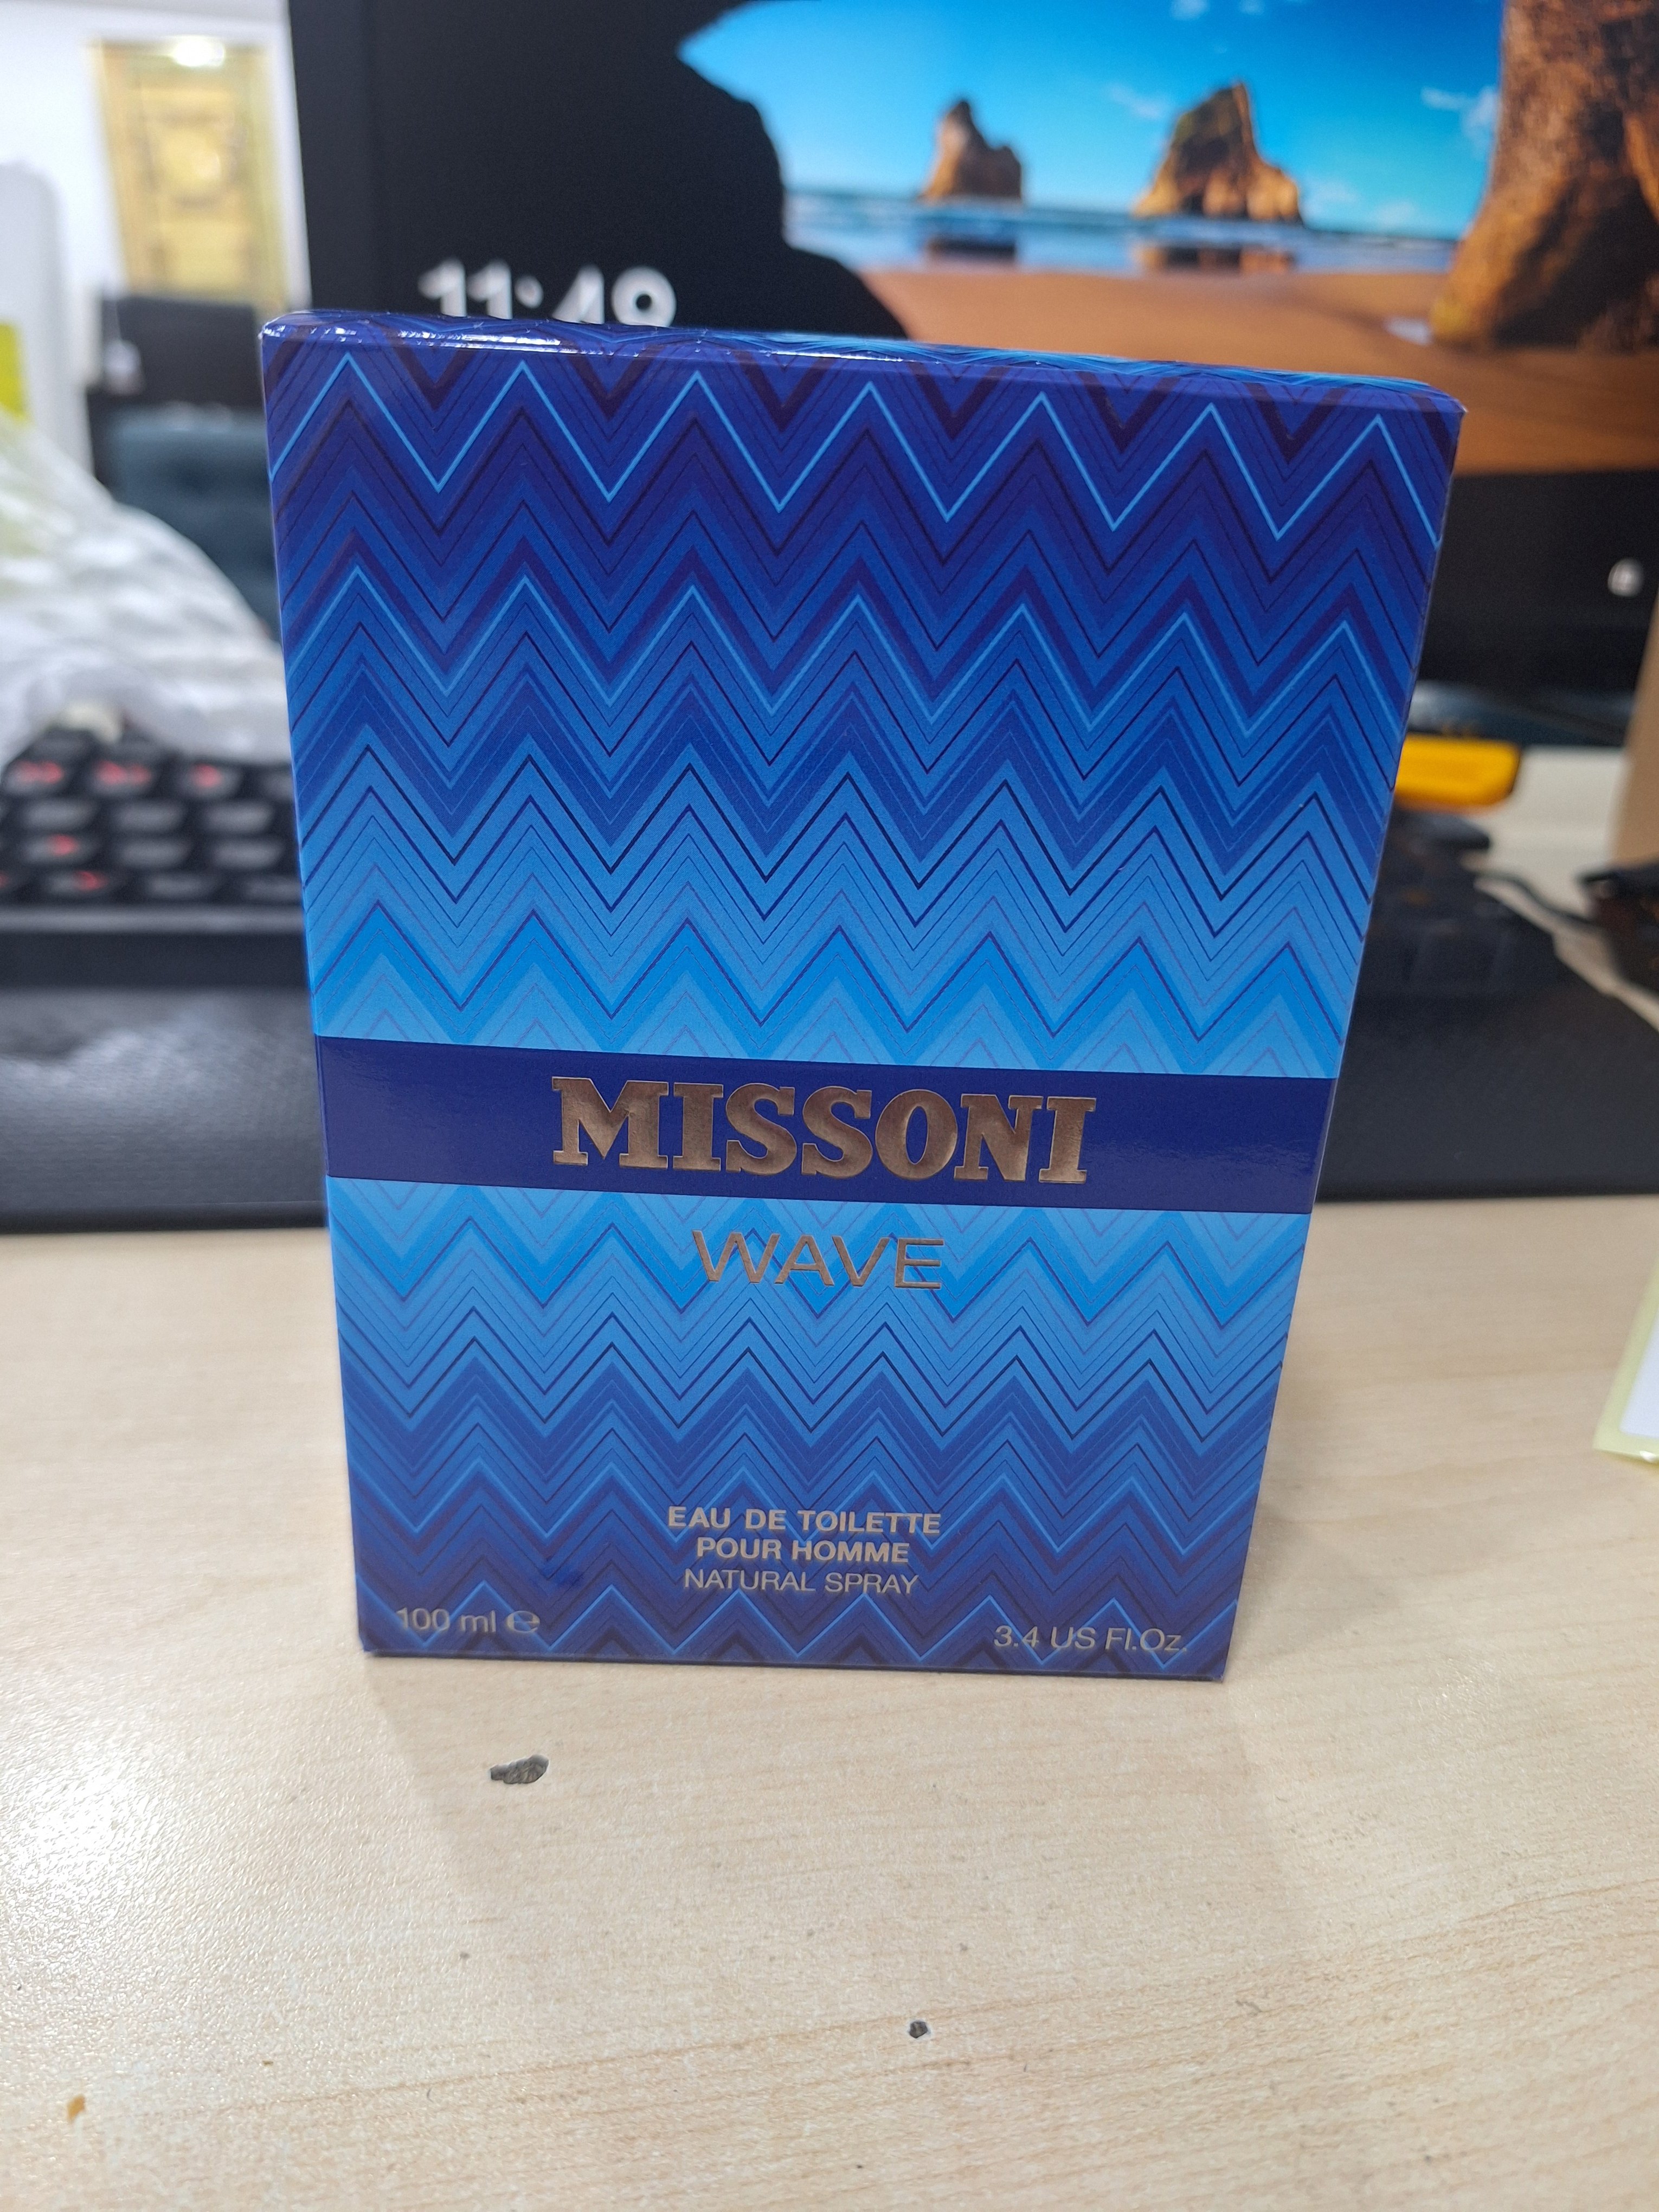 11:49
MISSONI
WAVE
EAU DE TOILETTE
POUR HOMME
NATURAL SPRAY
100 ml ℮
3.4 US Fl.Oz.